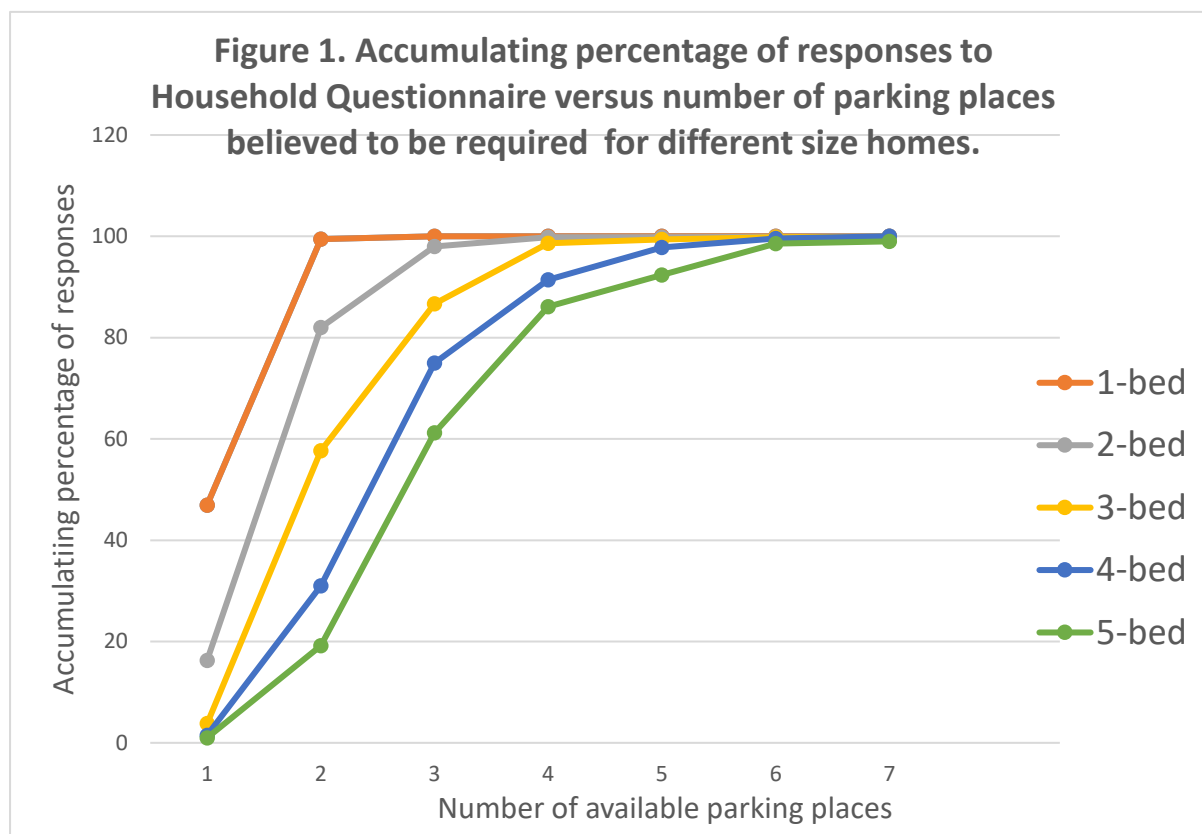 Figure 1. Accumulating percentage of responses to
Household Questionnaire versus number of parking places
believed to be required  for different size homes.
120
100
80
60
40
20
0
Accumulatiing percentage of responses
1 2 3 4 5 6 7
Number of available parking places
1-bed
2-bed
3-bed
4-bed
5-bed